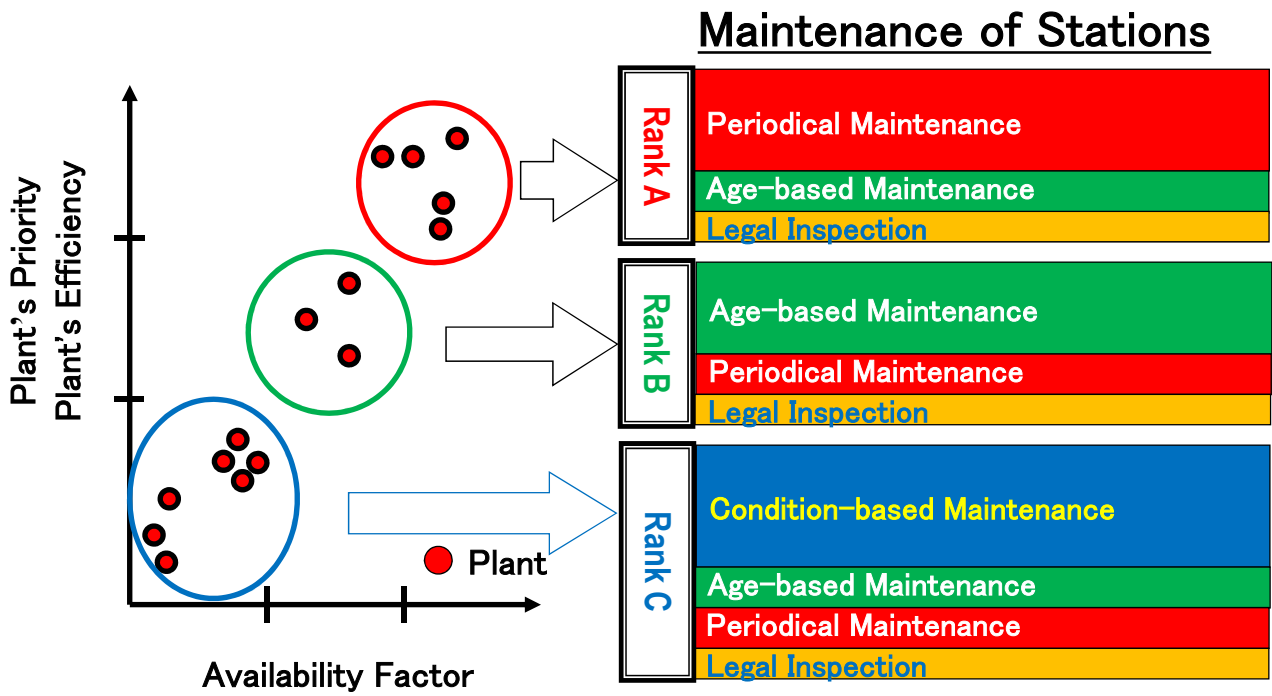 Maintenance of Stations
Plant's Priority
Plant's Efficiency
Availability Factor
Plant
Rank A
Periodical Maintenance
Age-based Maintenance
Legal Inspection
Rank B
Age-based Maintenance
Periodical Maintenance
Legal Inspection
Rank C
Condition-based Maintenance
Age-based Maintenance
Periodical Maintenance
Legal Inspection